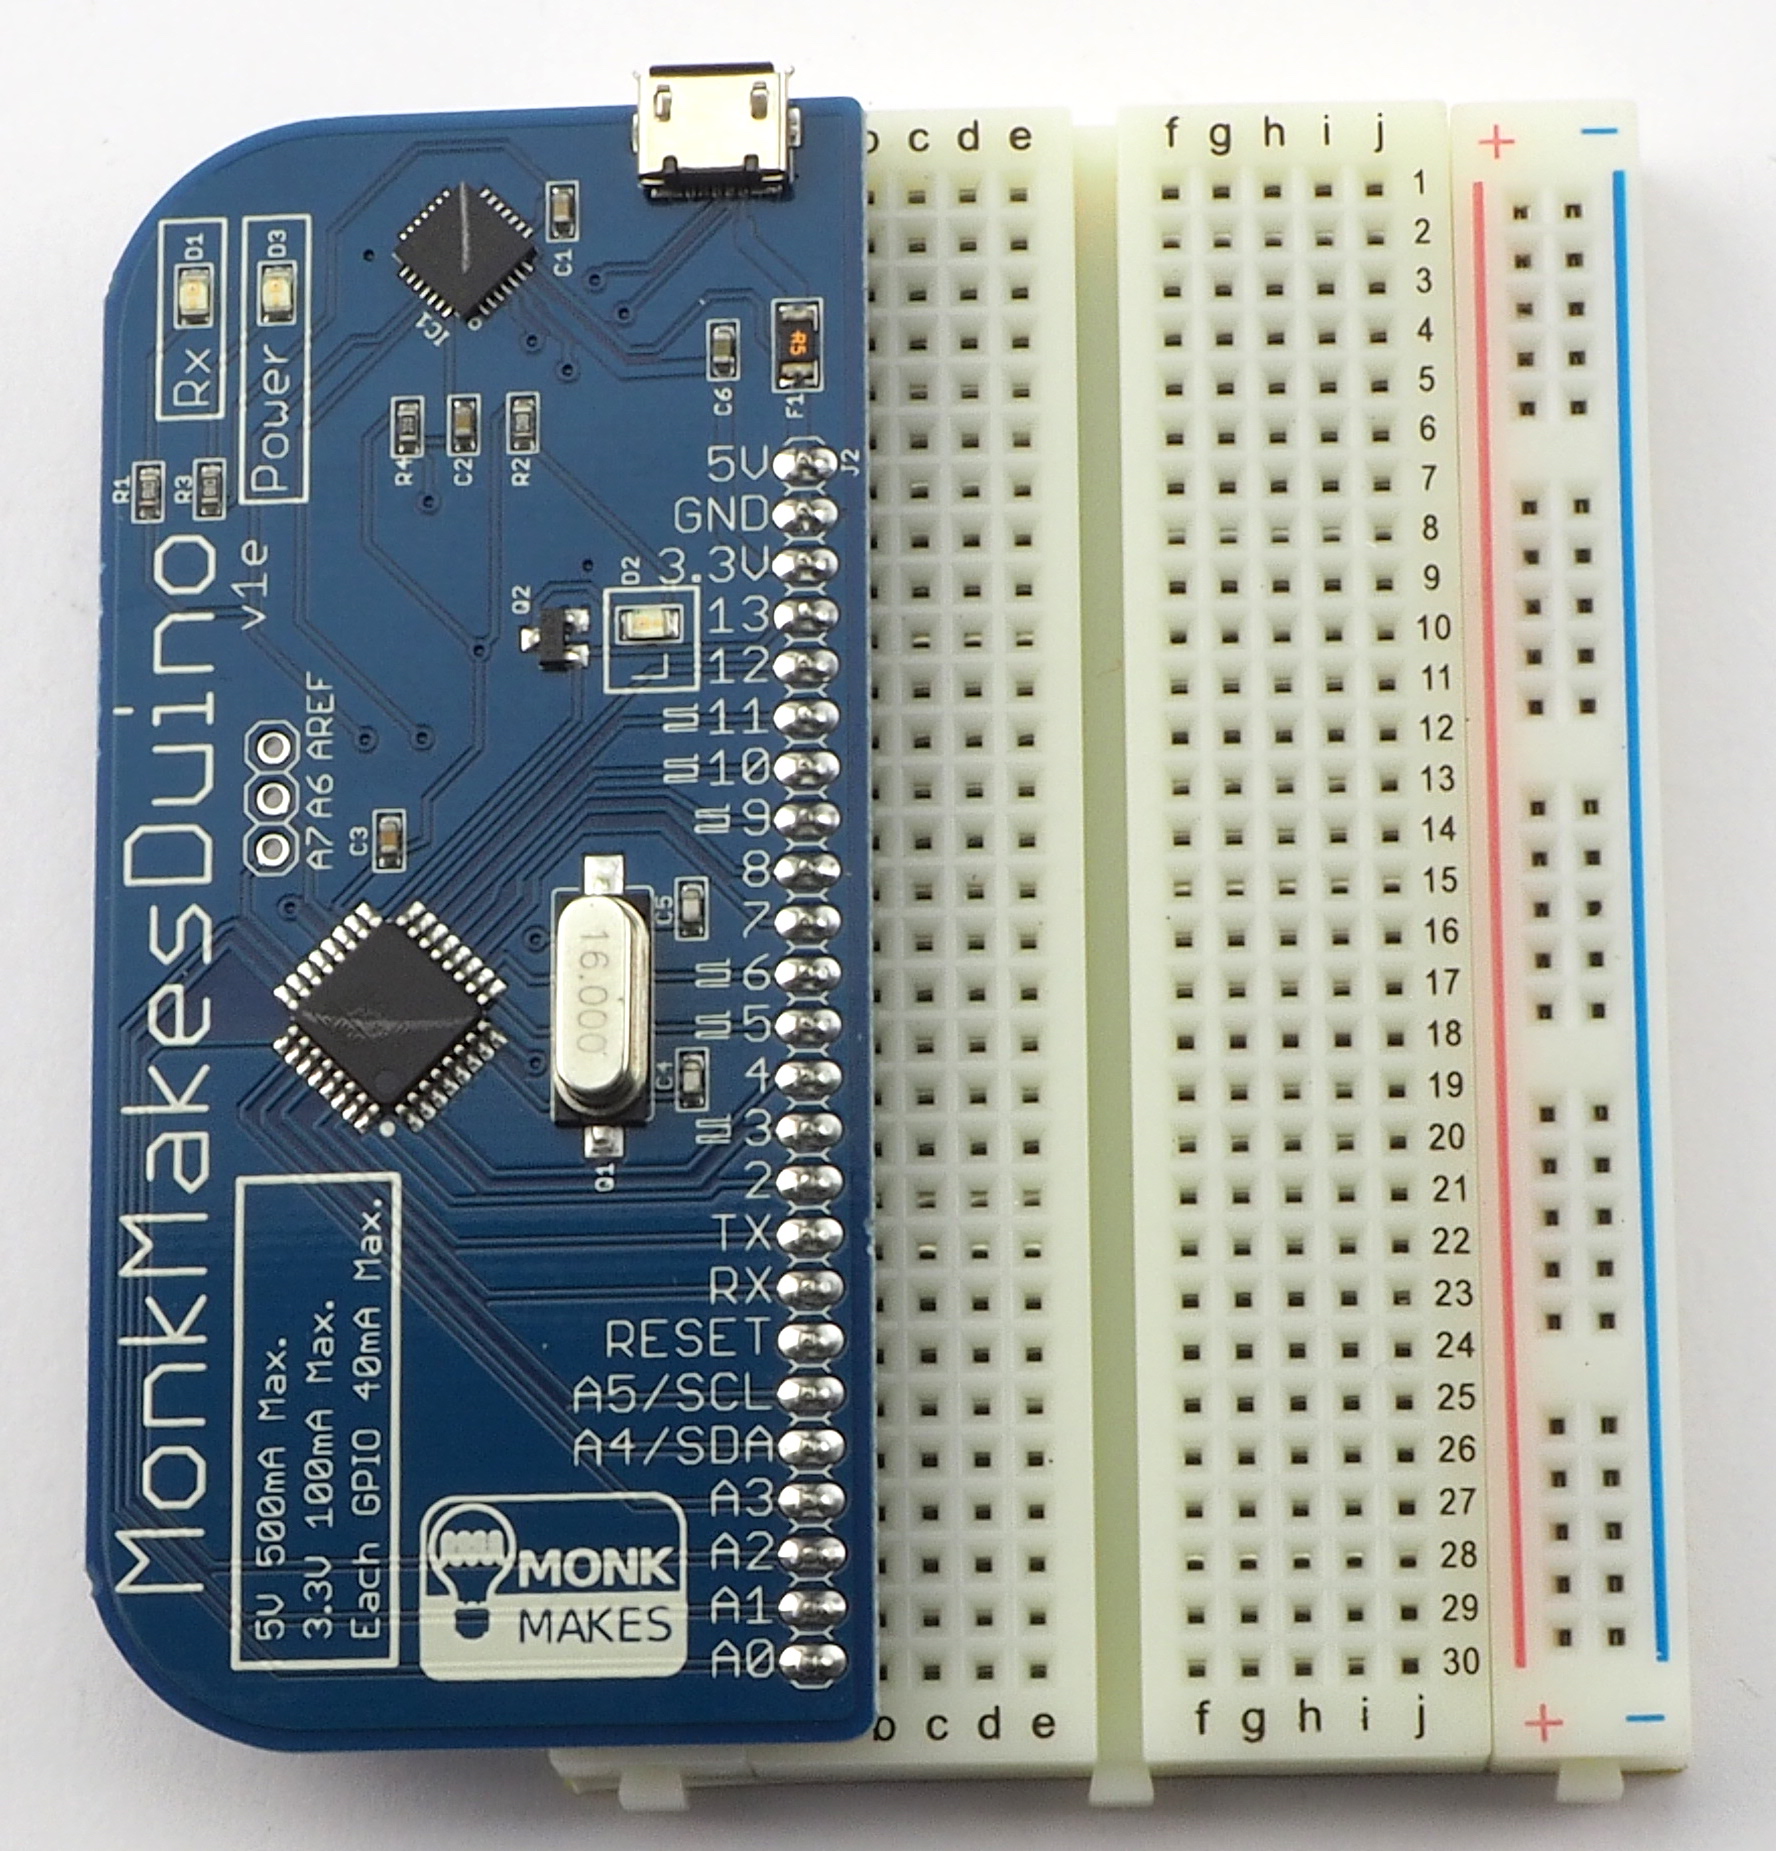 MonkMakesDuino
v1e
D1
Rx
D3
Power
IC1
C1
R1
R3
R4
C2
R2
C6
R5
F1
J2
5V
GND
3.3V
13
12
11
10
9
8
7
6
5
4
3
2
TX
RX
RESET
A5/SCL
A4/SDA
A3
A2
A1
A0
Q2
D2
L
A7 A6 AREF
C3
C5
16.000
C4
Q1
5V 500mA Max.
3.3V 100mA Max.
Each GPIO 40mA Max.
MONK
MAKES
b c d e f g h i j + −
1
2
3
4
5
6
7
8
9
10
11
12
13
14
15
16
17
18
19
20
21
22
23
24
25
26
27
28
29
30
b c d e f g h i j + −